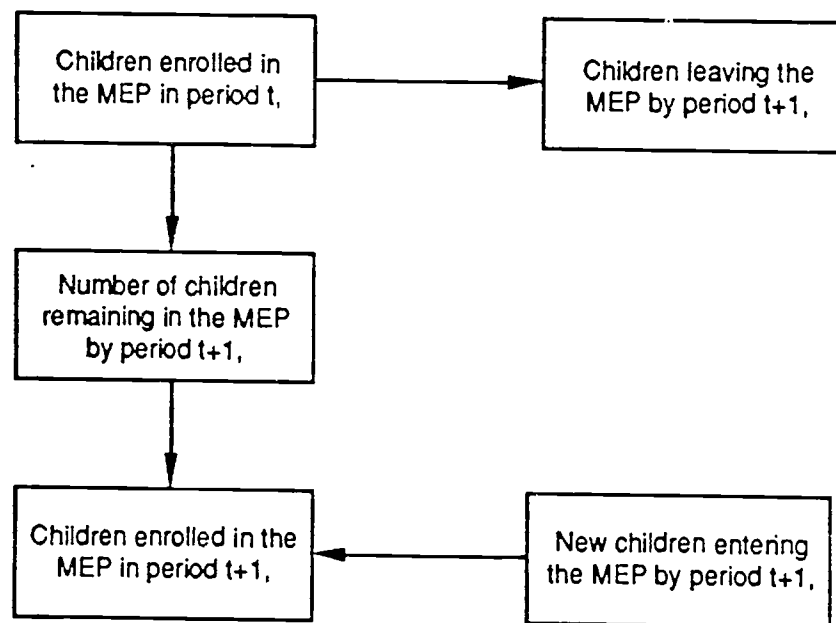 Children enrolled in
the MEP in period t,
Children leaving the
MEP by period t+1,
Number of children
remaining in the MEP
by period t+1,
Children enrolled in the
MEP in period t+1,
New children entering
the MEP by period t+1,